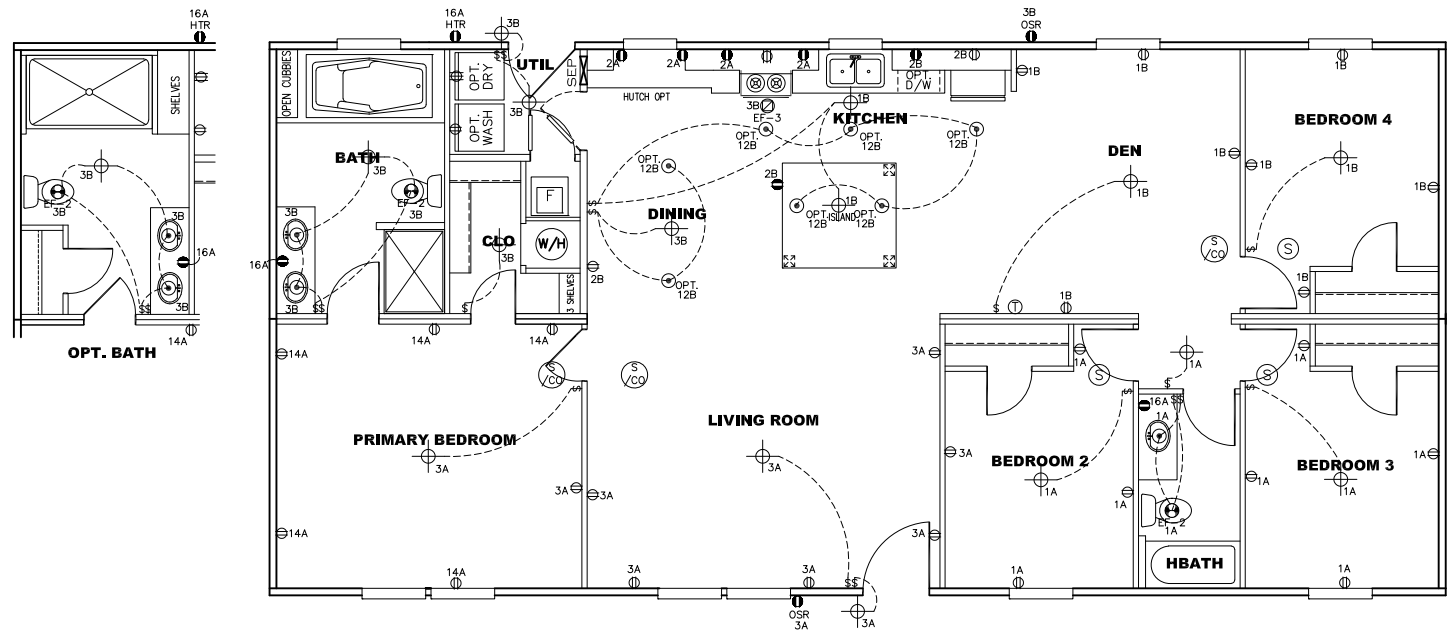 16A
HTR
16A
HTR
3B
3B
OSR
SHELVES
OPEN CUBBIES
OPT.
DRY
UTIL
SEP
2A
2A
2A
2A
2B
2B
1B
1B
1B
OPT.
D/W
HUTCH OPT
3B
EF-3
1B
KITCHEN
OPT.
WASH
3B
OPT.
12B
OPT.
12B
OPT.
12B
BEDROOM 4
DEN
3B
BATH
3B
OPT.
12B
1B
1B
1B
1B
1B
2B
EF-2
3B
EF-2
3B
F
DINING
3B
1B
OPT.
12B
ISLAND
OPT.
12B
3B
3B
16A
16A
CLO
3B
W/H
S
/CO
S
2B
OPT.
12B
1B
3B
3B
$$
$$
3 SHELVES
$
T
1B
14A
14A
14A
OPT. BATH
14A
S
/CO
S
/CO
3A
1A
1A
1A
S
S
16A
1A
LIVING ROOM
PRIMARY BEDROOM
3A
3A
3A
BEDROOM 2
1A
BEDROOM 3
1A
1A
1A
1A
3A
3A
EF-2
1A
14A
3A
HBATH
14A
3A
3A
1A
1A
$$
OSR
3A
3A